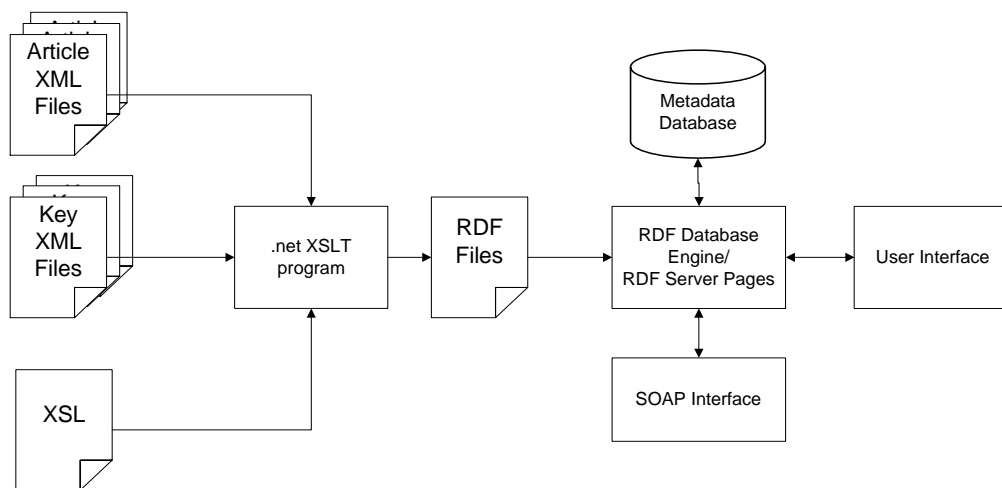 Article
XML
Files
Key
XML
Files
XSL
.net XSLT
program
RDF
Files
Metadata
Database
RDF Database
Engine/
RDF Server Pages
User Interface
SOAP Interface